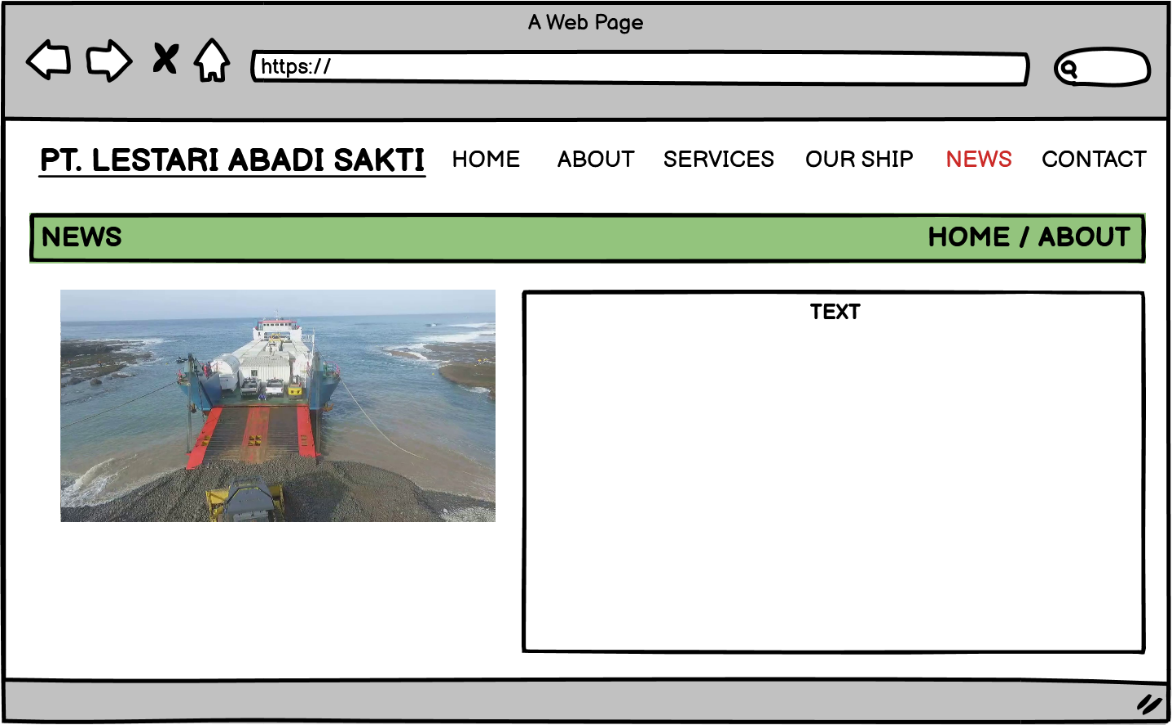 A Web Page
https://
PT. LESTARI ABADI SAKTI HOME ABOUT SERVICES OUR SHIP NEWS CONTACT
NEWS HOME / ABOUT
TEXT